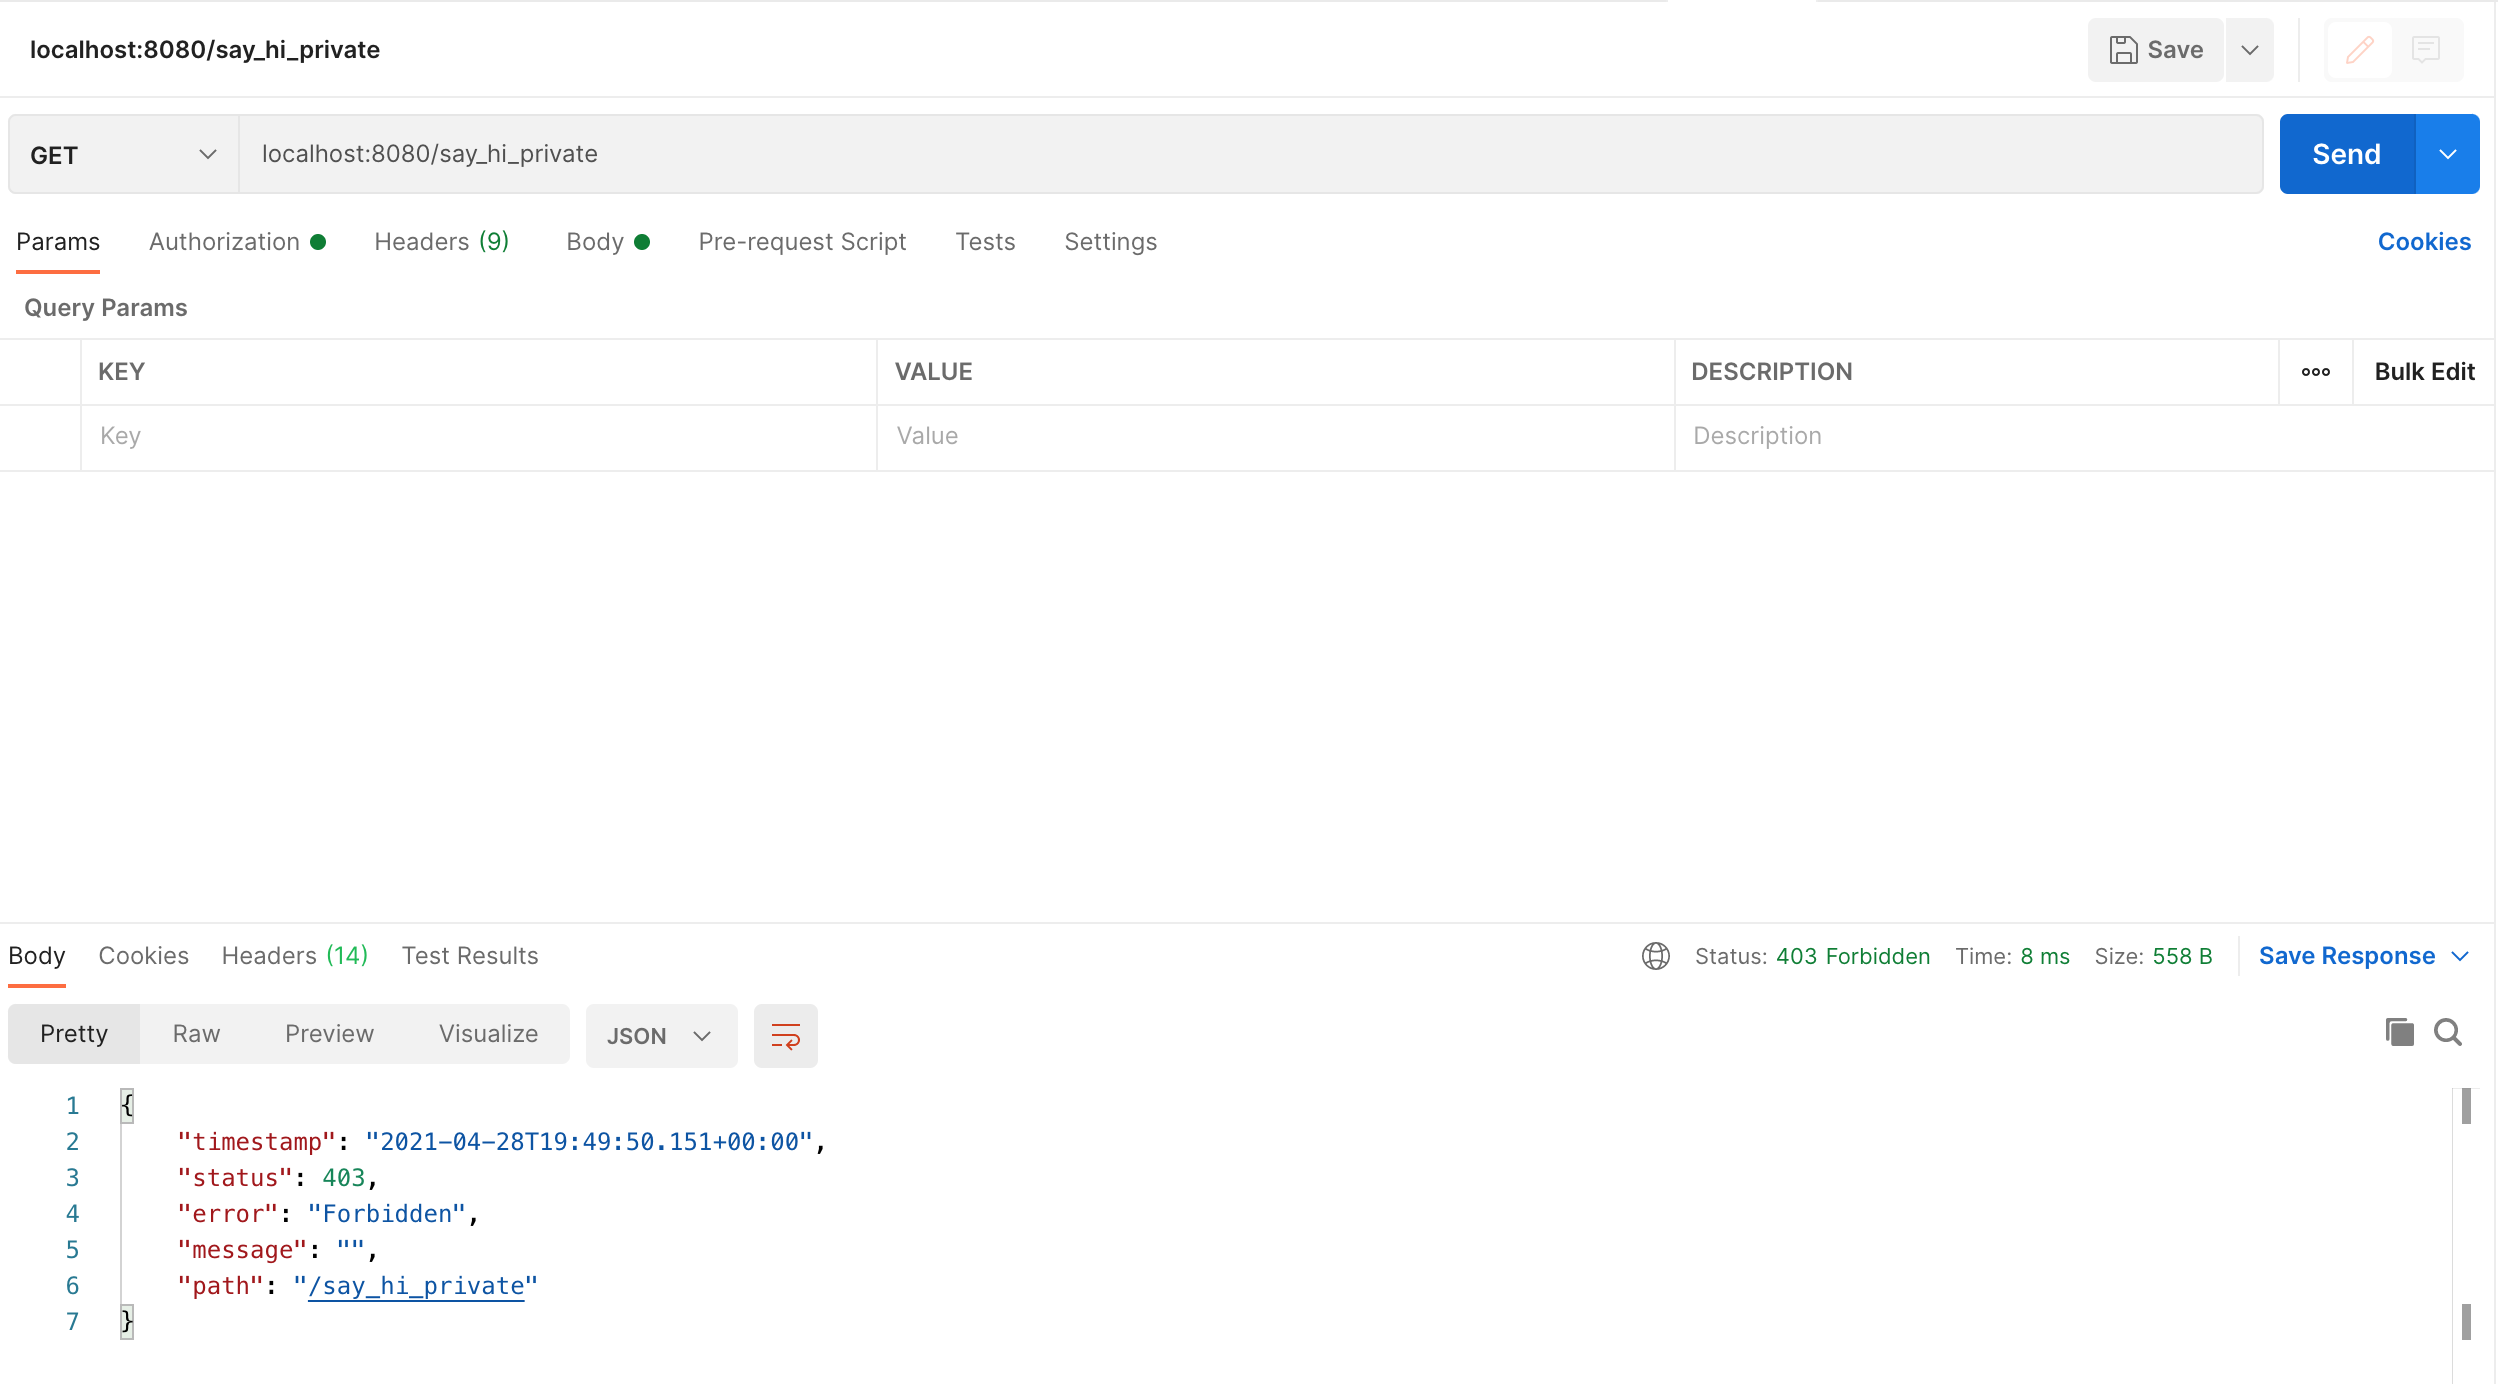 localhost:8080/say_hi_private
Save
GET
localhost:8080/say_hi_private
Send
Params Authorization Headers (9) Body Pre-request Script Tests Settings Cookies
Query Params
KEY VALUE DESCRIPTION Bulk Edit
Key Value Description
Body Cookies Headers (14) Test Results Status: 403 Forbidden Time: 8 ms Size: 558 B Save Response
Pretty Raw Preview Visualize JSON
1 {
2 "timestamp": "2021-04-28T19:49:50.151+00:00",
3 "status": 403,
4 "error": "Forbidden",
5 "message": "",
6 "path": "/say_hi_private"
7 }